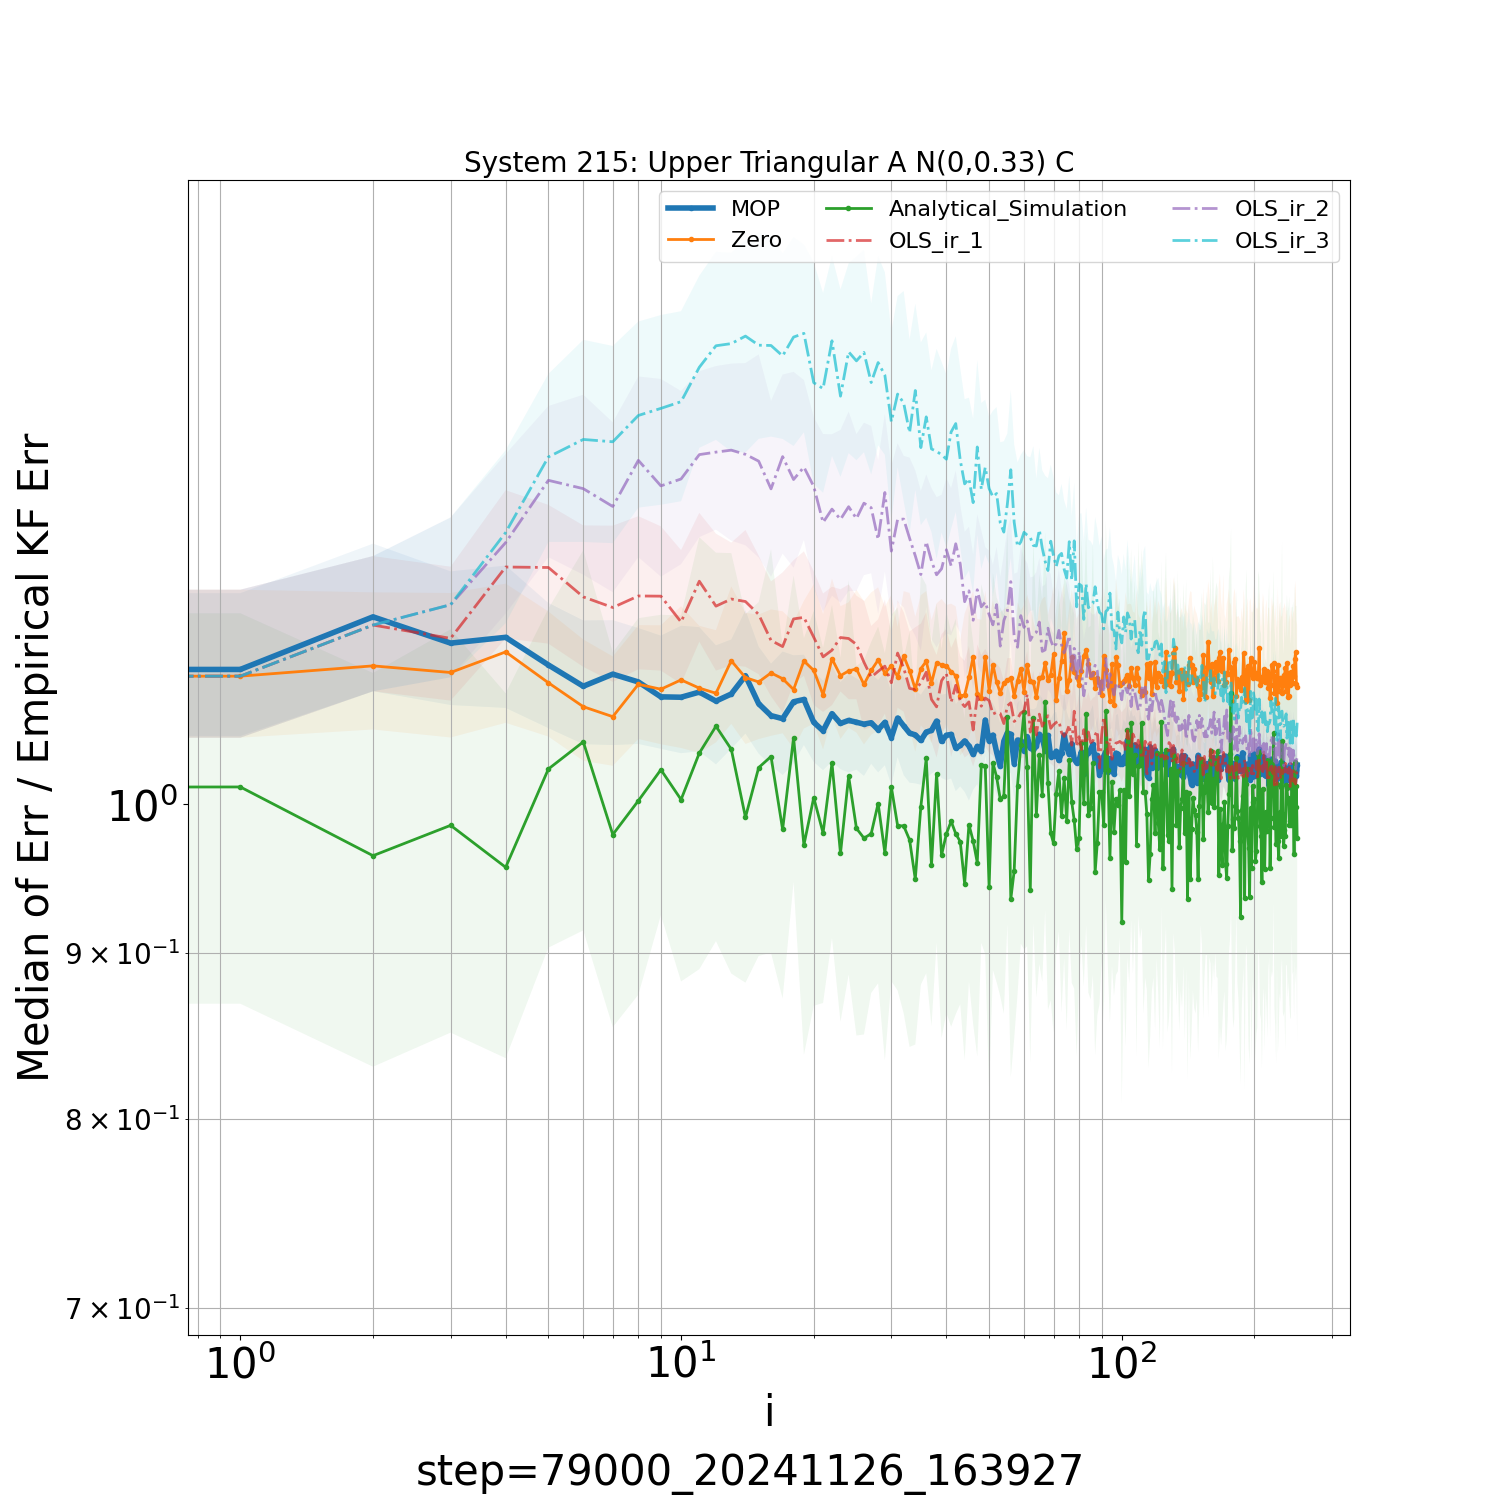 System 215: Upper Triangular A N(0,0.33) C
MOP
Zero
Analytical_Simulation
OLS_ir_1
OLS_ir_2
OLS_ir_3
Median of Err / Empirical KF Err
10⁰
9 × 10⁻¹
8 × 10⁻¹
7 × 10⁻¹
10⁰ 10¹ 10²
i
step=79000_20241126_163927